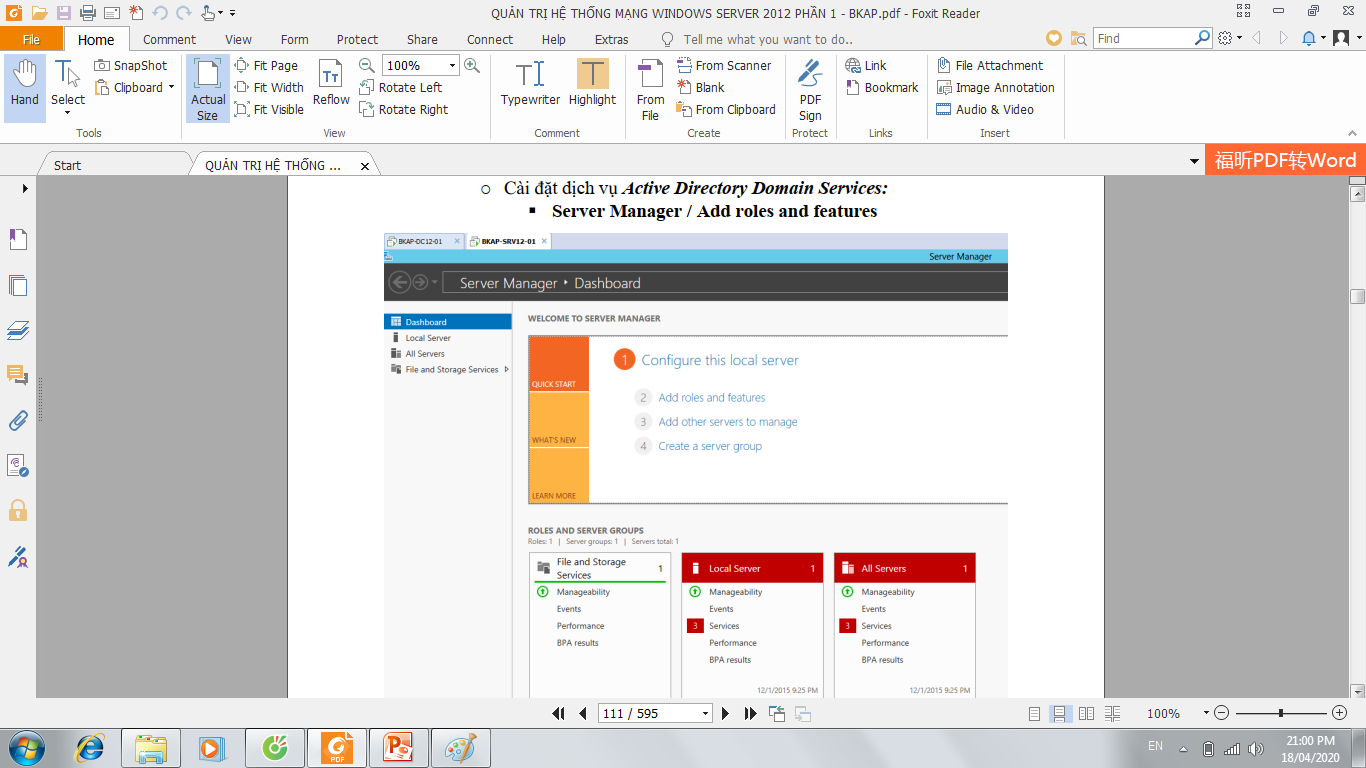 QUẢN TRỊ HỆ THỐNG MẠNG WINDOWS SERVER 2012 PHẦN 1 - BKAP.pdf - Foxit Reader
File Home Comment View Form Protect Share Connect Help Extras Tell me what you want to do.. Find
Hand
Select
SnapShot
Clipboard
Tools
Actual Size
Fit Page
Fit Width
Fit Visible
Reflow
100%
Rotate Left
Rotate Right
View
Typewriter
Highlight
Comment
From File
From Scanner
Blank
From Clipboard
Create
PDF Sign
Protect
Link
Bookmark
Links
File Attachment
Image Annotation
Audio & Video
Insert
Start
QUẢN TRỊ HỆ THỐNG ...
福昕PDF转Word
o Cài đặt dịch vụ Active Directory Domain Services:
▪ Server Manager / Add roles and features
BKAP-DC12-01 BKAP-SRV12-01
Server Manager
Server Manager ‣ Dashboard
Dashboard
Local Server
All Servers
File and Storage Services
WELCOME TO SERVER MANAGER
QUICK START
WHAT'S NEW
LEARN MORE
1 Configure this local server
2 Add roles and features
3 Add other servers to manage
4 Create a server group
ROLES AND SERVER GROUPS
Roles: 1 | Server groups: 1 | Servers total: 1
File and Storage Services 1
Manageability
Events
Performance
BPA results
Local Server 1
Manageability
Events
3 Services
Performance
BPA results
12/1/2015 9:25 PM
All Servers 1
Manageability
Events
3 Services
Performance
BPA results
12/1/2015 9:25 PM
111 / 595
100%
PDF
EN
21:00 PM
18/04/2020